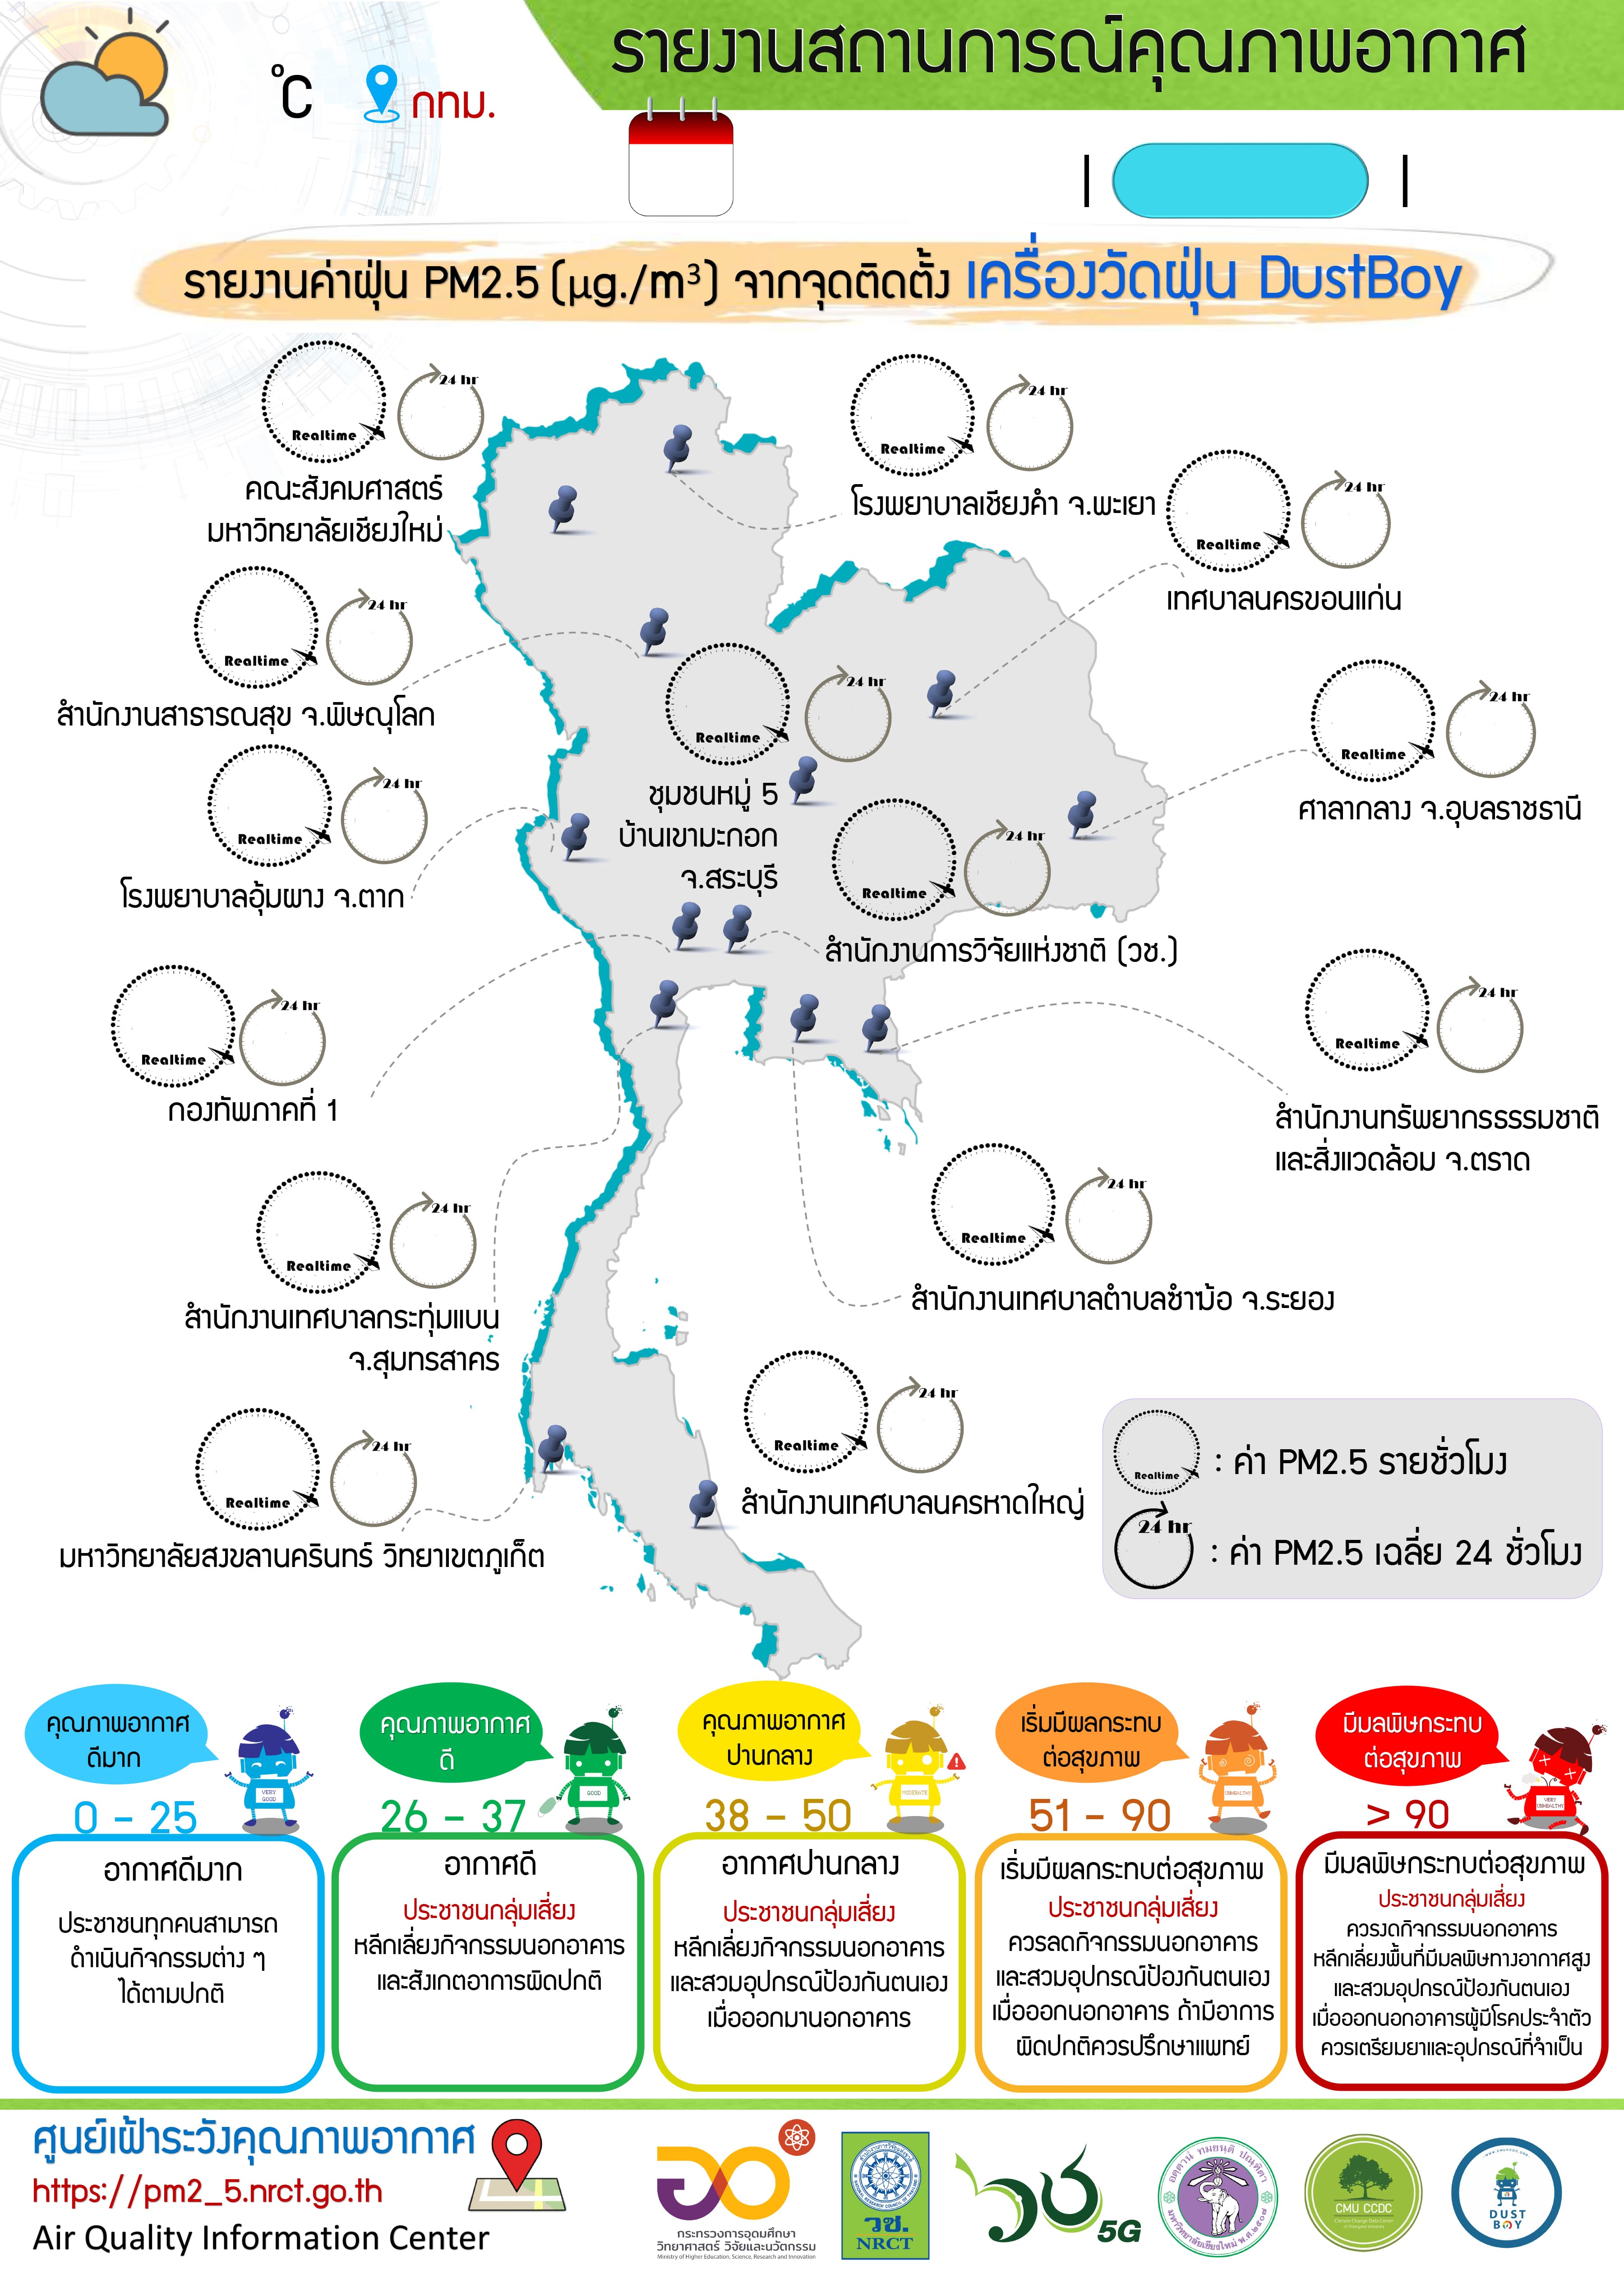 รายงานสถานการณ์คุณภาพอากาศ
°C
กทม.
รายงานค่าฝุ่น PM2.5 (µg./m³) จากจุดติดตั้ง เครื่องวัดฝุ่น DustBoy
Realtime
24 hr
คณะสังคมศาสตร์
มหาวิทยาลัยเชียงใหม่
Realtime
24 hr
โรงพยาบาลเชียงคำ จ.พะเยา
Realtime
24 hr
เทศบาลนครขอนแก่น
Realtime
24 hr
สำนักงานสาธารณสุข จ.พิษณุโลก
Realtime
24 hr
ชุมชนหมู่ 5
บ้านเขามะกอก
จ.สระบุรี
Realtime
24 hr
ศาลากลาง จ.อุบลราชธานี
Realtime
24 hr
โรงพยาบาลอุ้มผาง จ.ตาก
Realtime
24 hr
สำนักงานการวิจัยแห่งชาติ (วช.)
Realtime
24 hr
กองทัพภาคที่ 1
Realtime
24 hr
สำนักงานทรัพยากรธรรมชาติ
และสิ่งแวดล้อม จ.ตราด
Realtime
24 hr
สำนักงานเทศบาลกระทุ่มแบน
จ.สุมทรสาคร
Realtime
24 hr
สำนักงานเทศบาลตำบลซำฆ้อ จ.ระยอง
Realtime
24 hr
สำนักงานเทศบาลนครหาดใหญ่
Realtime
24 hr
มหาวิทยาลัยสงขลานครินทร์ วิทยาเขตภูเก็ต
Realtime
: ค่า PM2.5 รายชั่วโมง
24 hr
: ค่า PM2.5 เฉลี่ย 24 ชั่วโมง
คุณภาพอากาศ
ดีมาก
VERY
GOOD
0 - 25
อากาศดีมาก
ประชาชนทุกคนสามารถ
ดำเนินกิจกรรมต่าง ๆ
ได้ตามปกติ
คุณภาพอากาศ
ดี
GOOD
26 - 37
อากาศดี
ประชาชนกลุ่มเสี่ยง
หลีกเลี่ยงกิจกรรมนอกอาคาร
และสังเกตอาการผิดปกติ
คุณภาพอากาศ
ปานกลาง
MODERATE
38 - 50
อากาศปานกลาง
ประชาชนกลุ่มเสี่ยง
หลีกเลี่ยงกิจกรรมนอกอาคาร
และสวมอุปกรณ์ป้องกันตนเอง
เมื่อออกมานอกอาคาร
เริ่มมีผลกระทบ
ต่อสุขภาพ
UNHEALTHY
51 - 90
เริ่มมีผลกระทบต่อสุขภาพ
ประชาชนกลุ่มเสี่ยง
ควรลดกิจกรรมนอกอาคาร
และสวมอุปกรณ์ป้องกันตนเอง
เมื่อออกนอกอาคาร ถ้ามีอาการ
ผิดปกติควรปรึกษาแพทย์
มีมลพิษกระทบ
ต่อสุขภาพ
VERY
UNHEALTHY
> 90
มีมลพิษกระทบต่อสุขภาพ
ประชาชนกลุ่มเสี่ยง
ควรงดกิจกรรมนอกอาคาร
หลีกเลี่ยงพื้นที่มีมลพิษทางอากาศสูง
และสวมอุปกรณ์ป้องกันตนเอง
เมื่อออกนอกอาคารผู้มีโรคประจำตัว
ควรเตรียมยาและอุปกรณ์ที่จำเป็น
ศูนย์เฝ้าระวังคุณภาพอากาศ
https://pm2_5.nrct.go.th
Air Quality Information Center
กระทรวงการอุดมศึกษา
วิทยาศาสตร์ วิจัยและนวัตกรรม
Ministry of Higher Education, Science, Research and Innovation
วช.
NRCT
5G
อตฺตานํ ทมยนฺติ ปณฺฑิตา
มหาวิทยาลัยเชียงใหม่ พ.ศ.๒๕๐๗
CMU CCDC
Climate Change Data Center
DUST
BOY